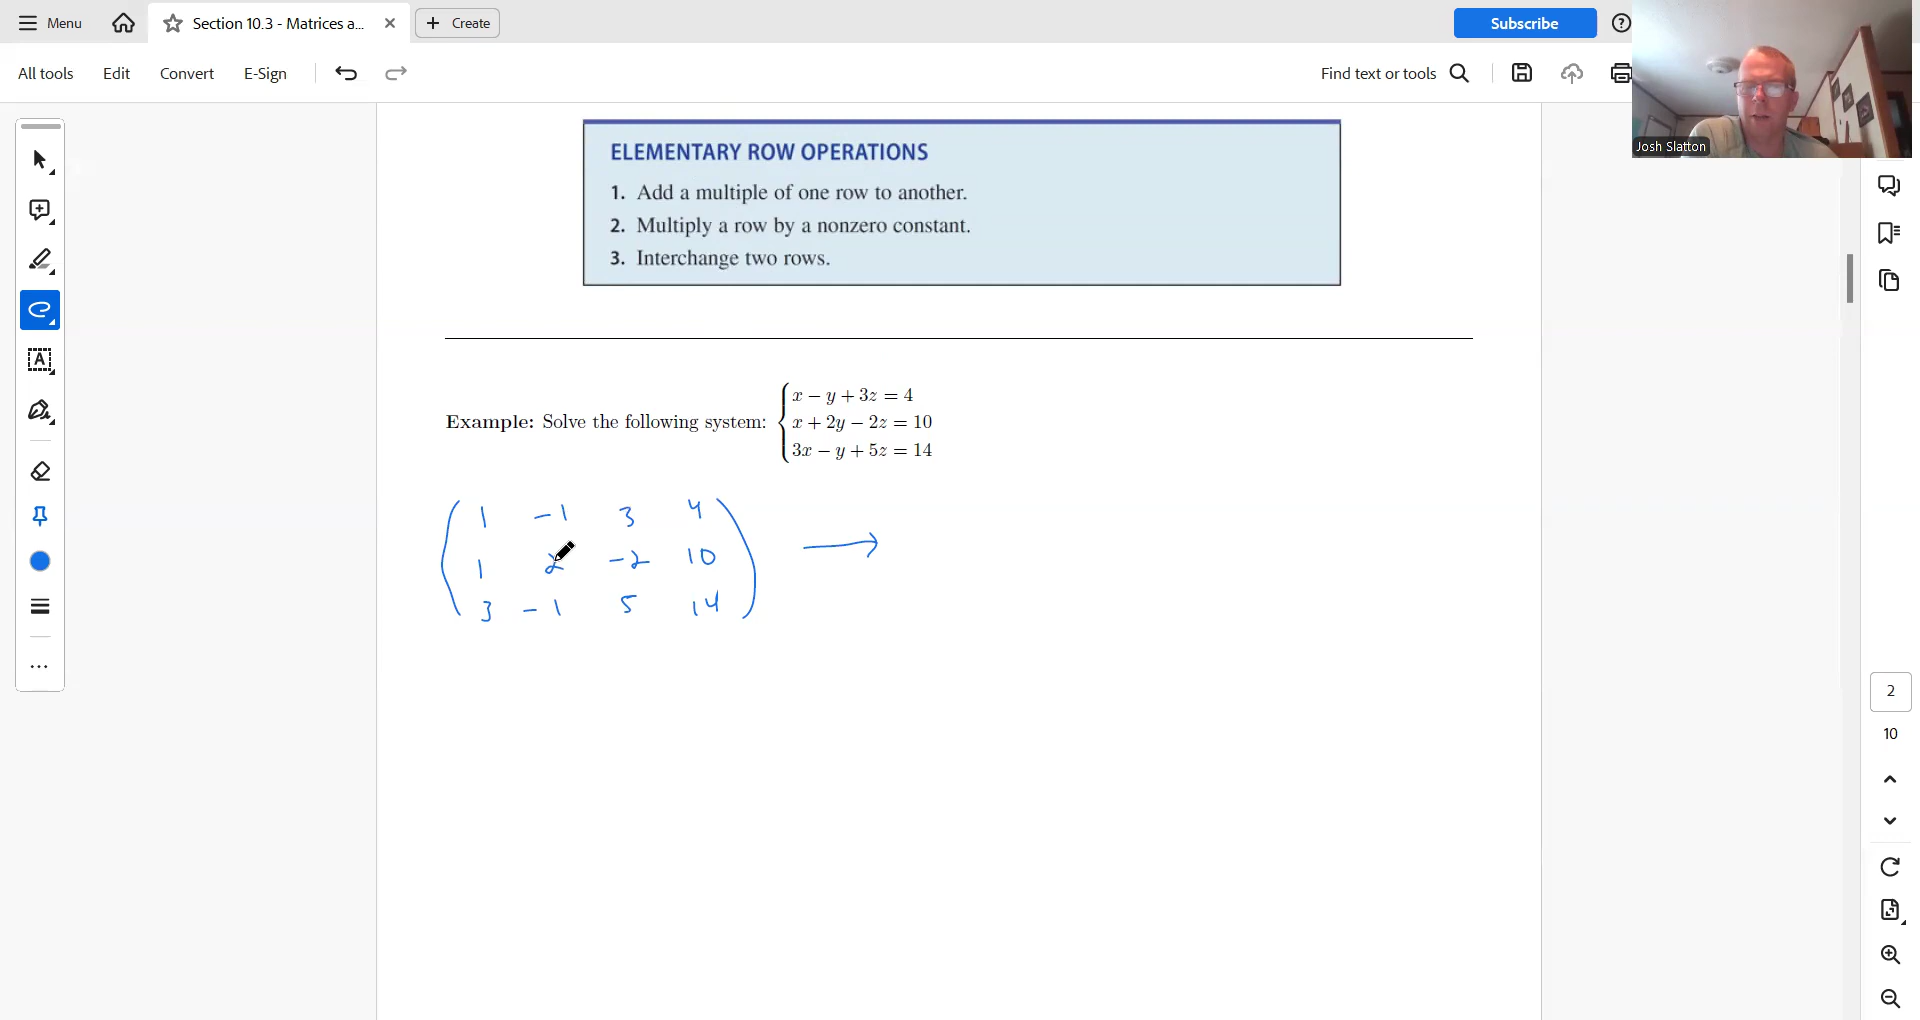 Menu
Section 10.3 - Matrices a...
Create
Subscribe
All tools
Edit
Convert
E-Sign
Find text or tools
Josh Slatton
ELEMENTARY ROW OPERATIONS
1. Add a multiple of one row to another.
2. Multiply a row by a nonzero constant.
3. Interchange two rows.
x − y + 3z = 4
Example: Solve the following system: x + 2y − 2z = 10
3x − y + 5z = 14
1 -1 3 4
1 2 -2 10
3 -1 5 14
2
10